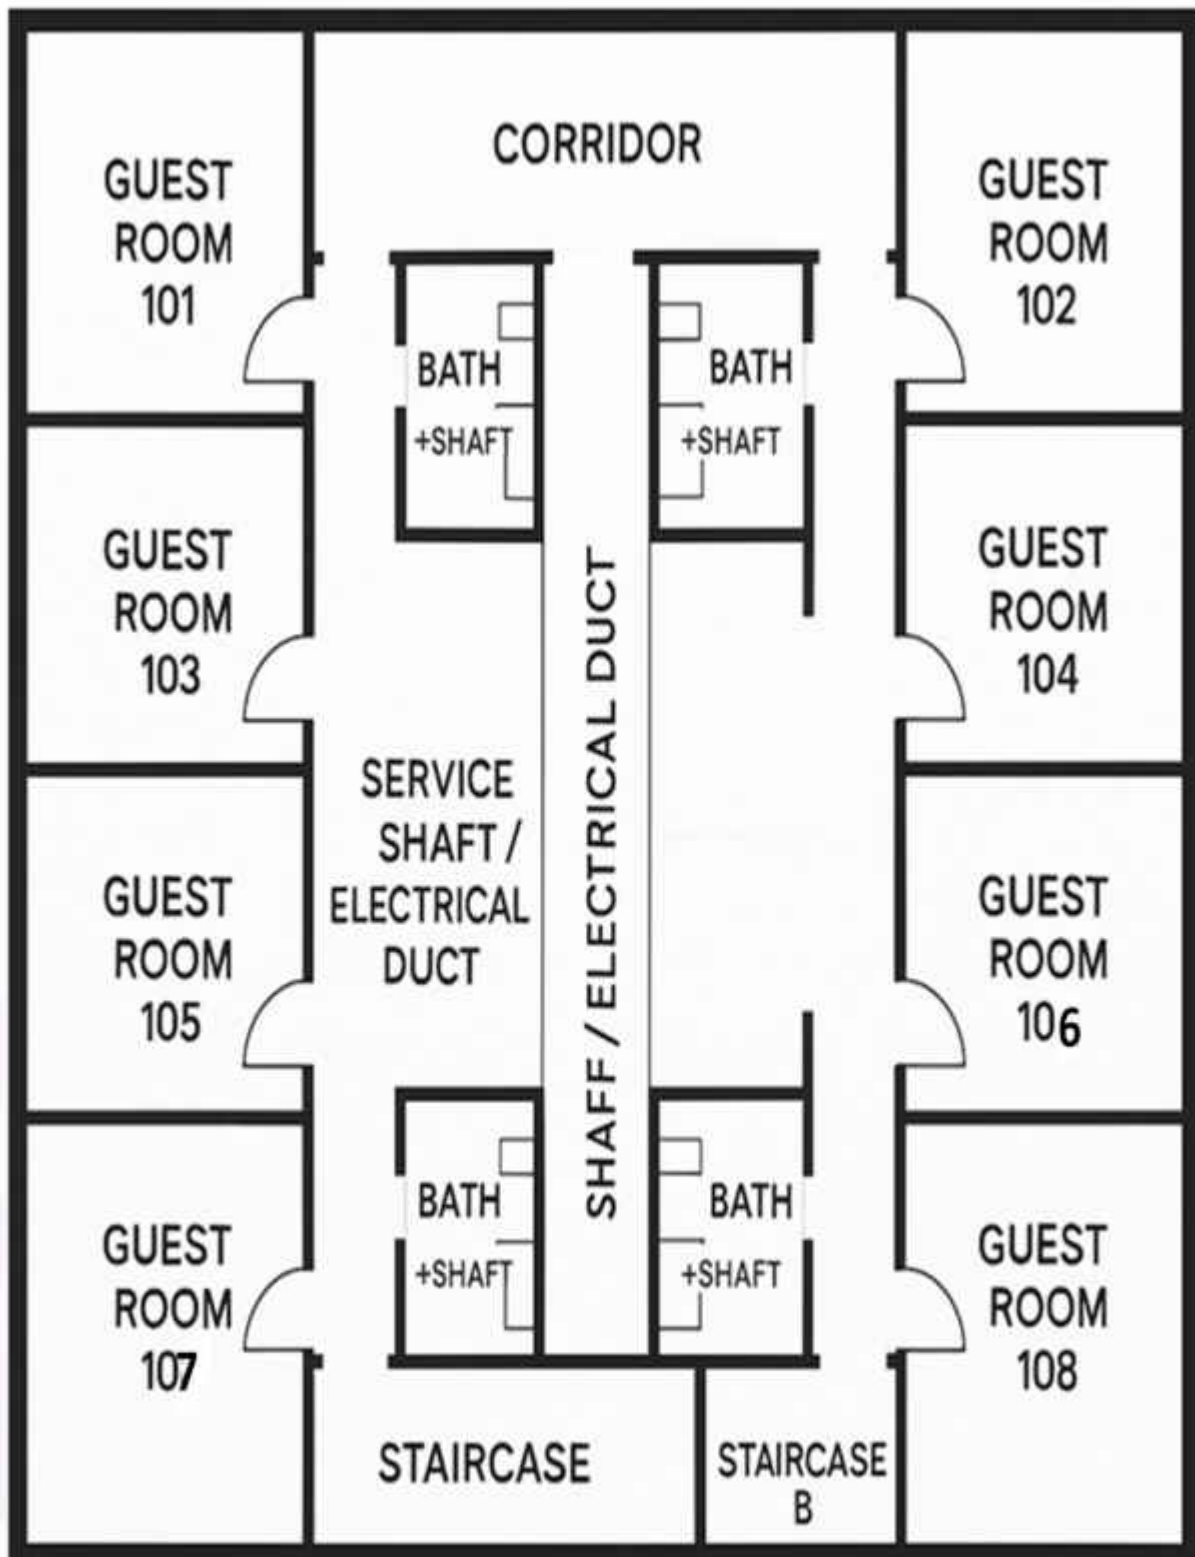 CORRIDOR
GUEST
ROOM
101
GUEST
ROOM
102
BATH
+SHAFT
BATH
+SHAFT
GUEST
ROOM
103
GUEST
ROOM
104
SERVICE
SHAFT /
ELECTRICAL
DUCT
SHAFF / ELECTRICAL DUCT
GUEST
ROOM
105
GUEST
ROOM
106
BATH
+SHAFT
BATH
+SHAFT
GUEST
ROOM
107
GUEST
ROOM
108
STAIRCASE
STAIRCASE
B